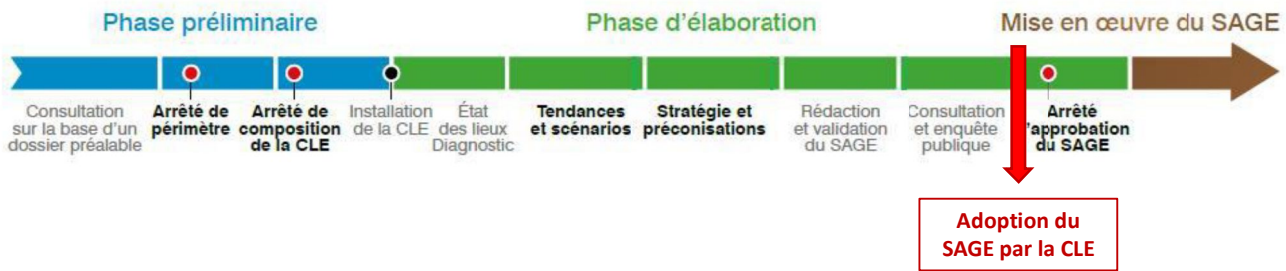 Phase préliminaire
Phase d'élaboration
Mise en œuvre du SAGE
Consultation
sur la base d'un
dossier préalable
Arrêté de
périmètre
Arrêté de
composition
de la CLE
Installation
de la CLE
État
des lieux
Diagnostic
Tendances
et scénarios
Stratégie et
préconisations
Rédaction
et validation
du SAGE
Consultation
et enquête
publique
Arrêté
'approbation
du SAGE
Adoption du
SAGE par la CLE